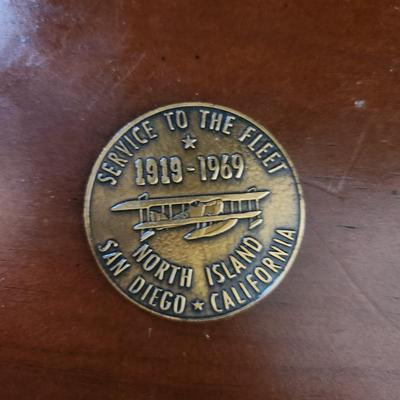 SERVICE TO THE FLEET
1919-1969
NORTH ISLAND
SAN DIEGO ★ CALIFORNIA